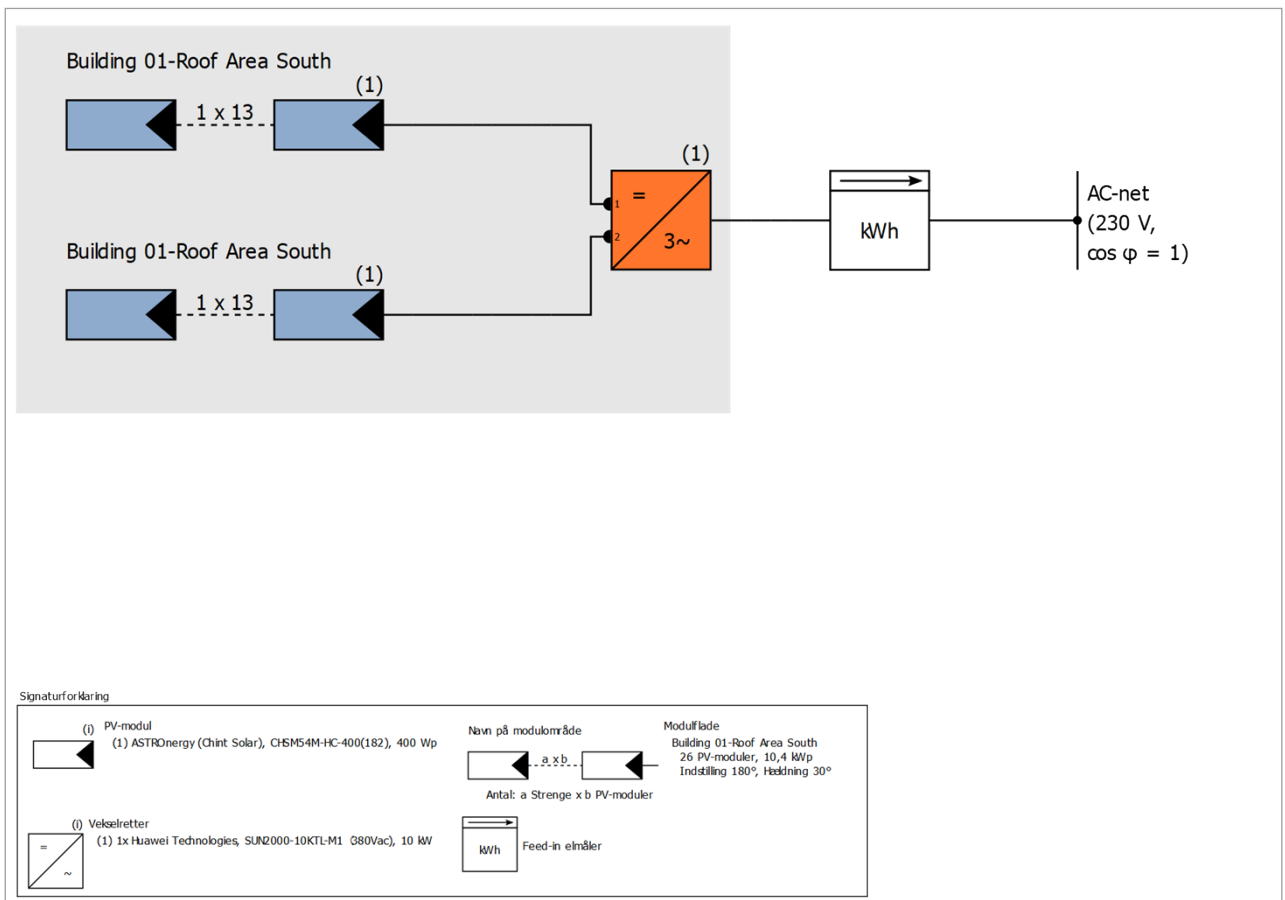 Building 01-Roof Area South
(1)
1 x 13
(1)
=
3~
1
2
kWh
AC-net
(230 V,
cos φ = 1)
Building 01-Roof Area South
(1)
1 x 13
Signaturforklaring
(i) PV-modul
(1) ASTROnergy (Chint Solar), CHSM54M-HC-400(182), 400 Wp
(i) Vekselretter
(1) 1x Huawei Technologies, SUN2000-10KTL-M1 (380Vac), 10 kW
=
~
Navn på modulområde
a x b
Antal: a Strenge x b PV-moduler
Modulflade
Building 01-Roof Area South
26 PV-moduler, 10,4 kWp
Indstilling 180°, Hældning 30°
kWh
Feed-in elmåler